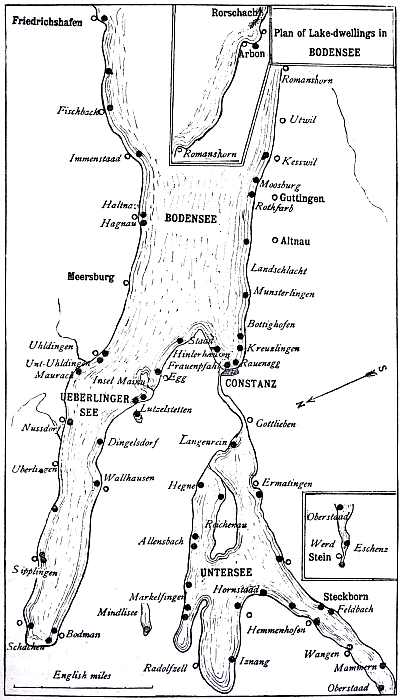 Friedrichshafen
Rorschach
Arbon
Plan of Lake-dwellings in
BODENSEE
Romanshorn
Romanshorn
Fischbach
Utwil
Immenstaad
Kesswil
Moosburg
Haltnau
Güttingen
Rothfarb
Hagnau
BODENSEE
Altnau
Landschlacht
Meersburg
Munsterlingen
Bottighofen
Uhldingen
Staad
Kreuzlingen
Hinterhausen
Unt-Uhldingen
Frauenpfahl
Rauenegg
Maurach
Insel Mainau
Egg
CONSTANZ
UEBERLINGER
SEE
Lutzelstetten
S
N
Nussdorf
Gottlieben
Dingelsdorf
Langenrain
Uberlingen
Wallhausen
Hegne
Ermatingen
Reichenau
Oberstaad
Allensbach
Werd
Eschenz
Stein
Sipplingen
UNTERSEE
Markelfingen
Hornstaad
Steckborn
Feldbach
Mindlisee
Hemmenhofen
Schachen
Bodman
Wangen
Radolfzell
Iznang
Mammern
English miles
Oberstaad